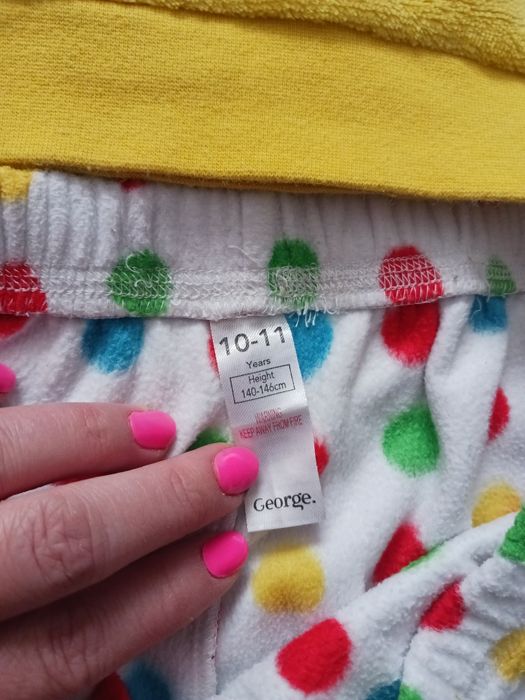 10-11
Years
Height
140-146cm
WARNING
KEEP AWAY FROM FIRE
George.